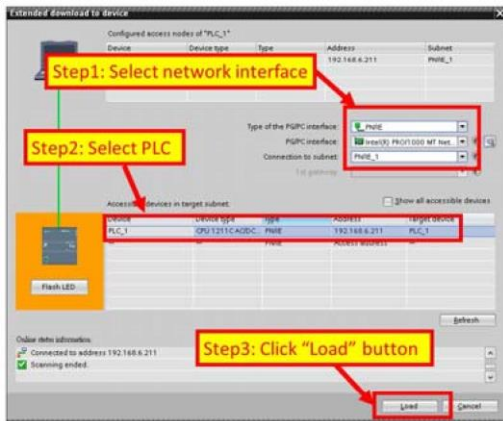 Extended download to device
Configured access nodes of "PLC_1"
Device Device type Type Address Subnet
192.168.6.211 PN/IE_1
Step1: Select network interface
Type of the PG/PC interface: PN/IE
PG/PC interface: Intel(R) PRO/1000 MT Net...
Connection to subnet: PN/IE_1
1st gateway:
Step2: Select PLC
Accessible devices in target subnet: Show all accessible devices
Device Device type Type Address Target device
PLC_1 CPU 1211C AC/DC... PN/IE 192.168.6.211 PLC_1
— — PN/IE Access address —
Flash LED
Refresh
Online status information:
Connected to address 192.168.6.211
Scanning ended.
Step3: Click "Load" button
Load Cancel